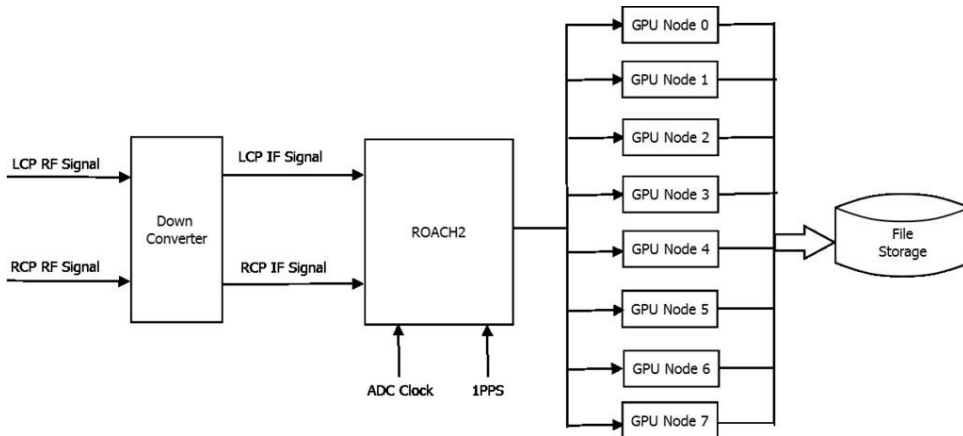 LCP RF Signal
RCP RF Signal
Down
Converter
LCP IF Signal
RCP IF Signal
ROACH2
ADC Clock
1PPS
GPU Node 0
GPU Node 1
GPU Node 2
GPU Node 3
GPU Node 4
GPU Node 5
GPU Node 6
GPU Node 7
File
Storage